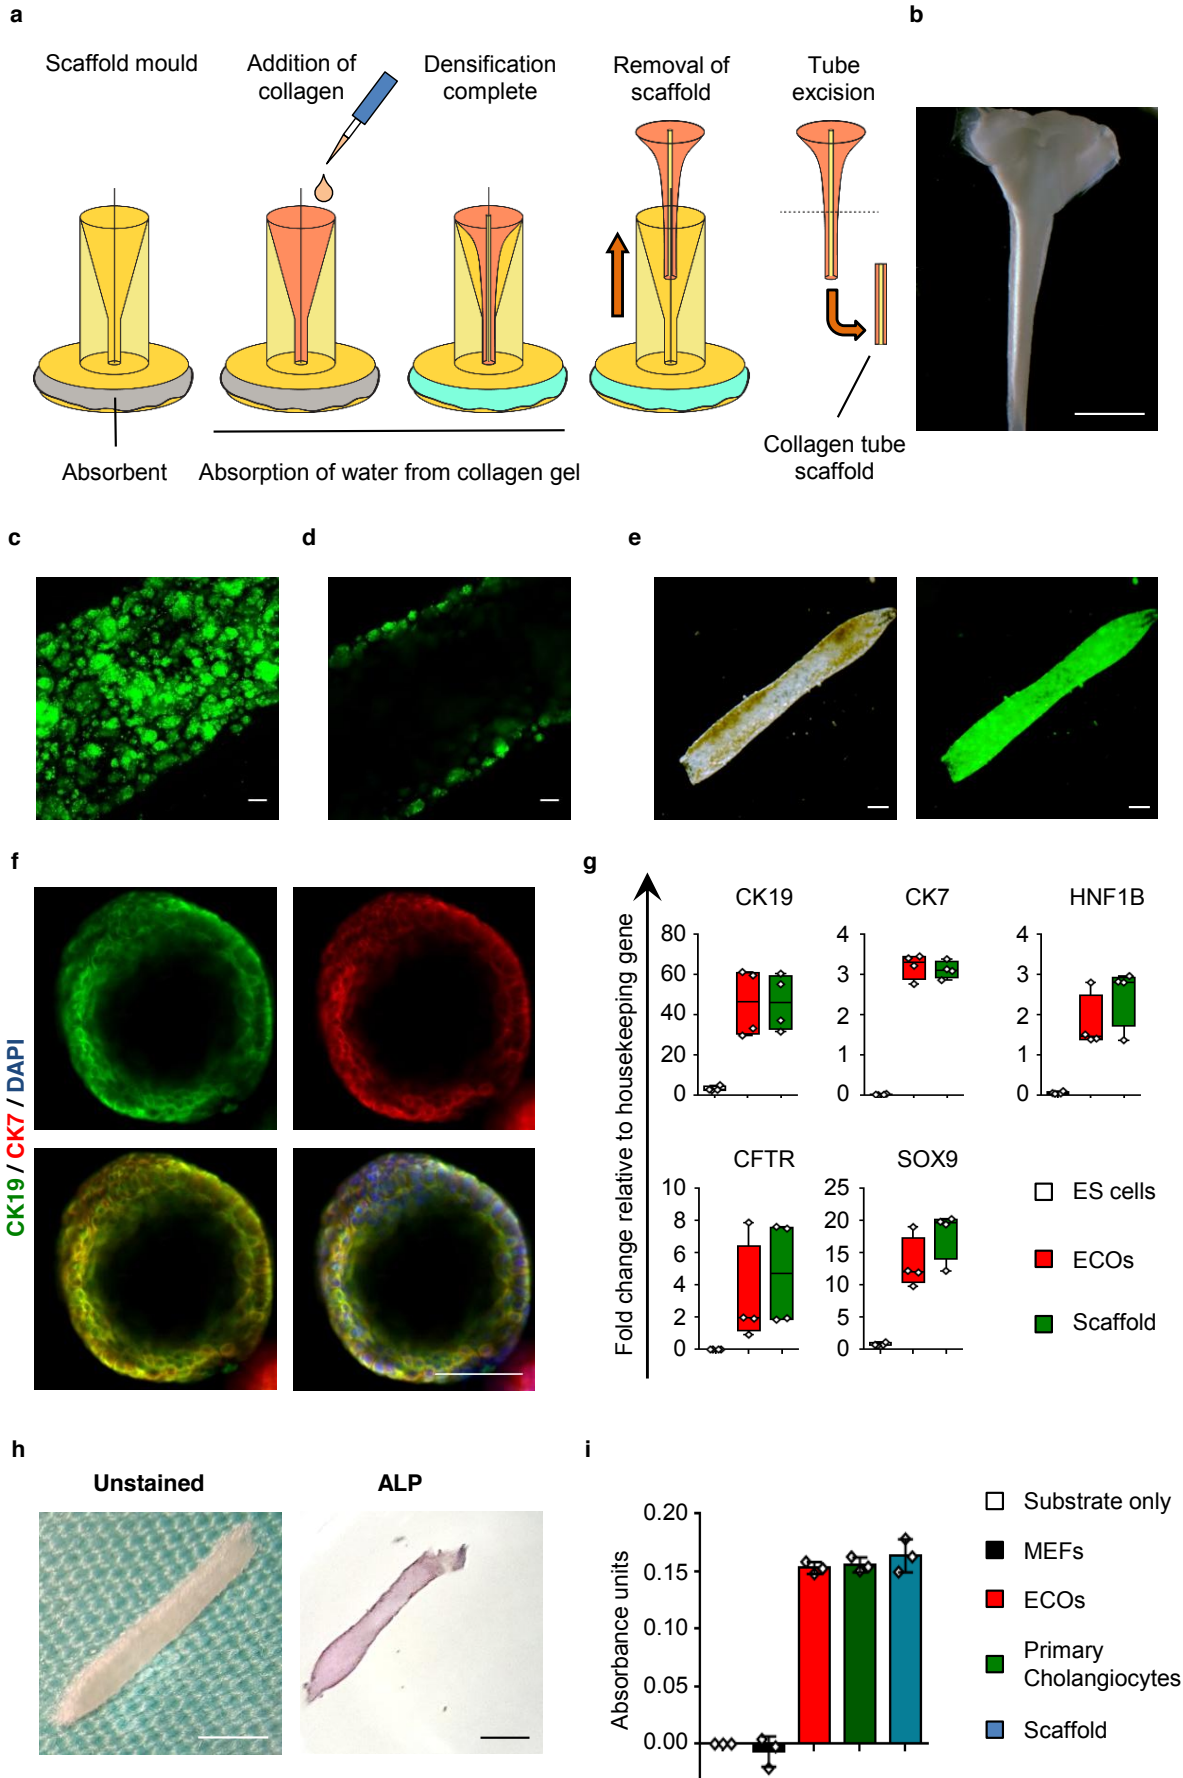 a
b
Scaffold mould
Addition of
collagen
Densification
complete
Removal of
scaffold
Tube
excision
Absorbent
Absorption of water from collagen gel
Collagen tube
scaffold
c
d
e
f
CK19 / CK7 / DAPI
g
Fold change relative to housekeeping gene
CK19
80
60
40
20
0
CK7
4
3
2
1
0
HNF1B
4
3
2
1
0
CFTR
10
8
6
4
2
0
SOX9
25
20
15
10
5
0
ES cells
ECOs
Scaffold
h
Unstained
ALP
i
Absorbance units
0.20
0.15
0.10
0.05
0.00
Substrate only
MEFs
ECOs
Primary
Cholangiocytes
Scaffold